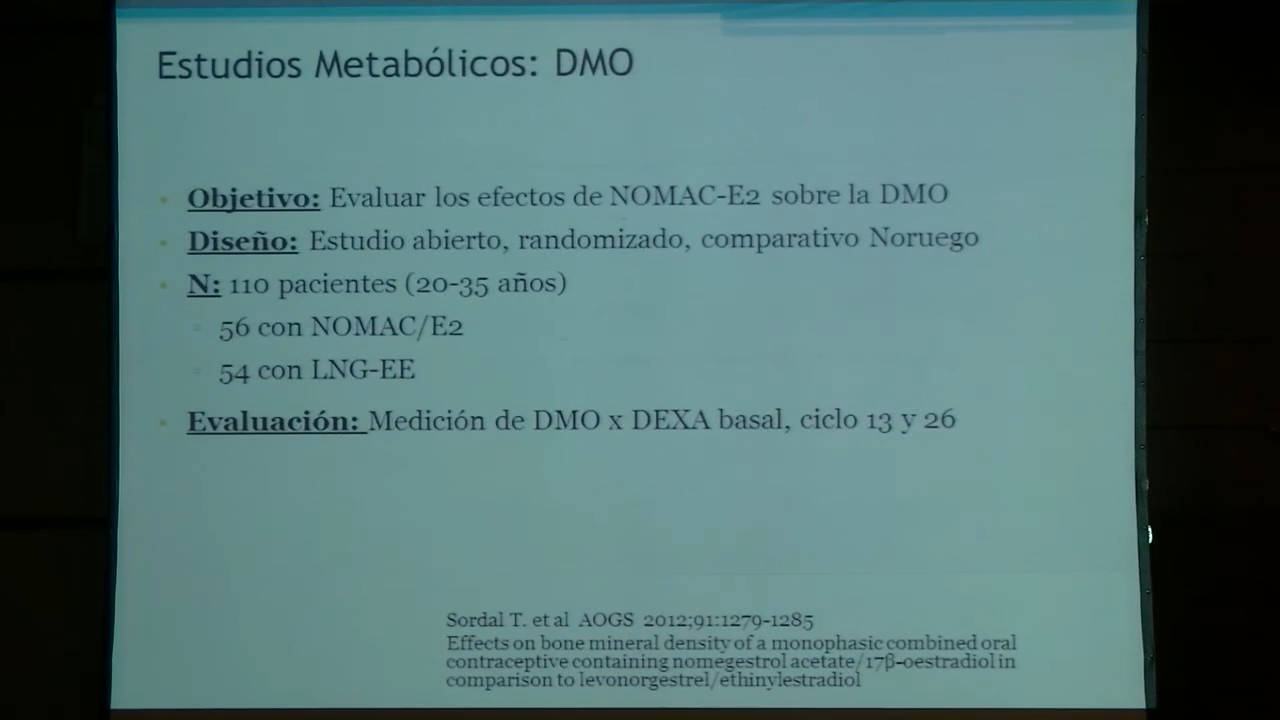 Estudios Metabólicos: DMO
Objetivo: Evaluar los efectos de NOMAC-E2 sobre la DMO
Diseño: Estudio abierto, randomizado, comparativo Noruego
N: 110 pacientes (20-35 años)
56 con NOMAC/E2
54 con LNG-EE
Evaluación: Medición de DMO x DEXA basal, ciclo 13 y 26
Sordal T. et al AOGS 2012;91:1279-1285
Effects on bone mineral density of a monophasic combined oral
contraceptive containing nomegestrol acetate/17β-oestradiol in
comparison to levonorgestrel/ethinylestradiol